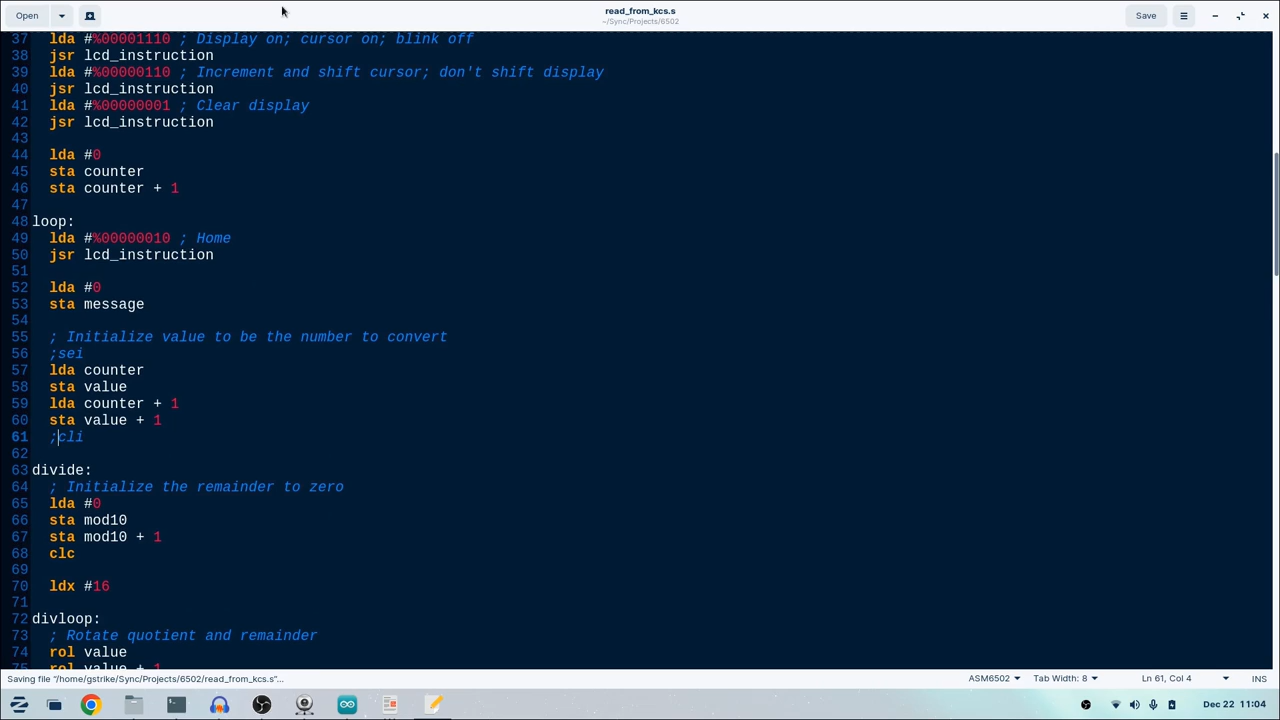 Open
read_from_kcs.s
~/Sync/Projects/6502
Save
37 lda #%00001110 ; Display on; cursor on; blink off
38 jsr lcd_instruction
39 lda #%00000110 ; Increment and shift cursor; don't shift display
40 jsr lcd_instruction
41 lda #%00000001 ; Clear display
42 jsr lcd_instruction
43
44 lda #0
45 sta counter
46 sta counter + 1
47
48 loop:
49 lda #%00000010 ; Home
50 jsr lcd_instruction
51
52 lda #0
53 sta message
54
55 ; Initialize value to be the number to convert
56 ;sei
57 lda counter
58 sta value
59 lda counter + 1
60 sta value + 1
61 ;cli
62
63 divide:
64 ; Initialize the remainder to zero
65 lda #0
66 sta mod10
67 sta mod10 + 1
68 clc
69
70 ldx #16
71
72 divloop:
73 ; Rotate quotient and remainder
74 rol value
75 rol value + 1
Saving file "/home/gstrike/Sync/Projects/6502/read_from_kcs.s"...
ASM6502
Tab Width: 8
Ln 61, Col 4
INS
Dec 22 11:04